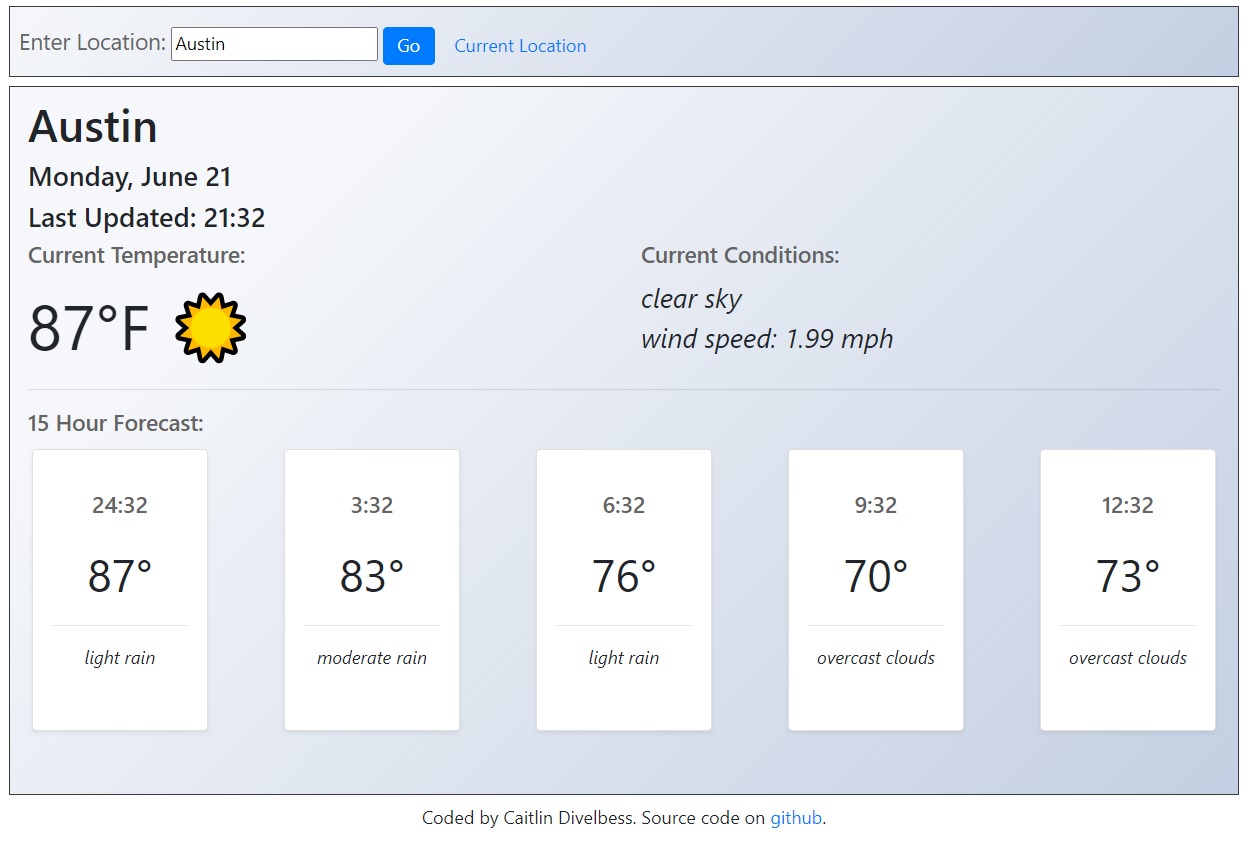 Enter Location: Austin Go Current Location
Austin
Monday, June 21
Last Updated: 21:32
Current Temperature:
87°F
Current Conditions:
clear sky
wind speed: 1.99 mph
15 Hour Forecast:
24:32
87°
light rain
3:32
83°
moderate rain
6:32
76°
light rain
9:32
70°
overcast clouds
12:32
73°
overcast clouds
Coded by Caitlin Divelbess. Source code on github.